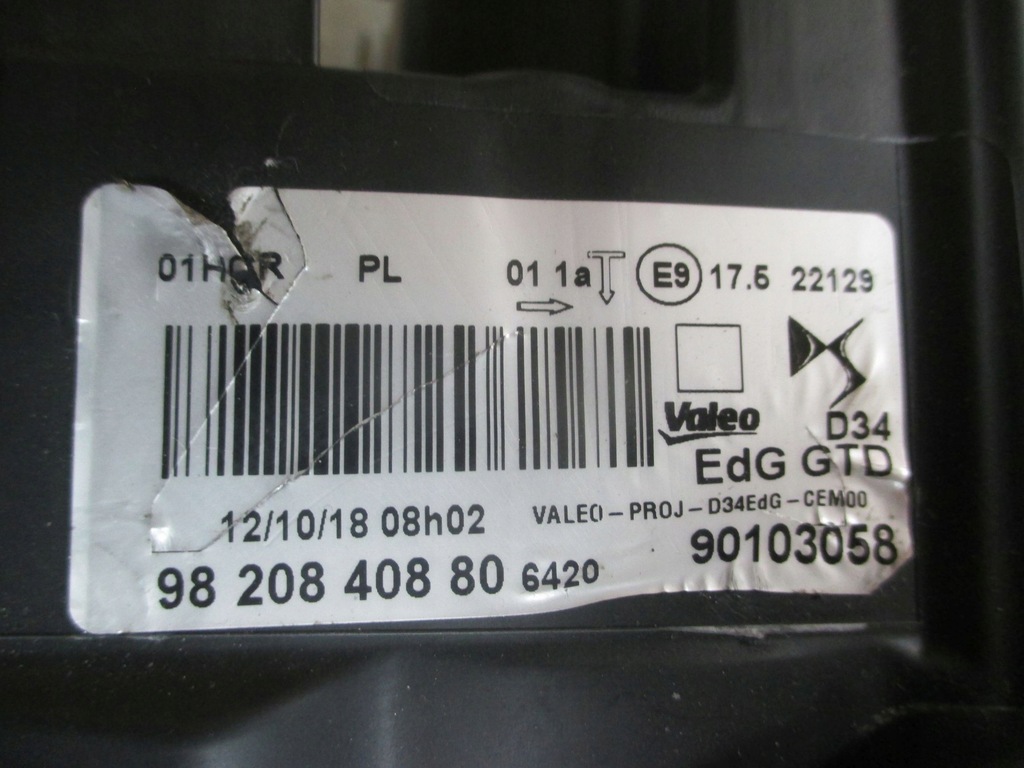 01HCR PL 01 1a E9 17.5 22129
Valeo
D34
EdG GTD
12/10/18 08h02 VALEO-PROJ-D34EdG-CEM00
98 208 408 80 6420 90103058